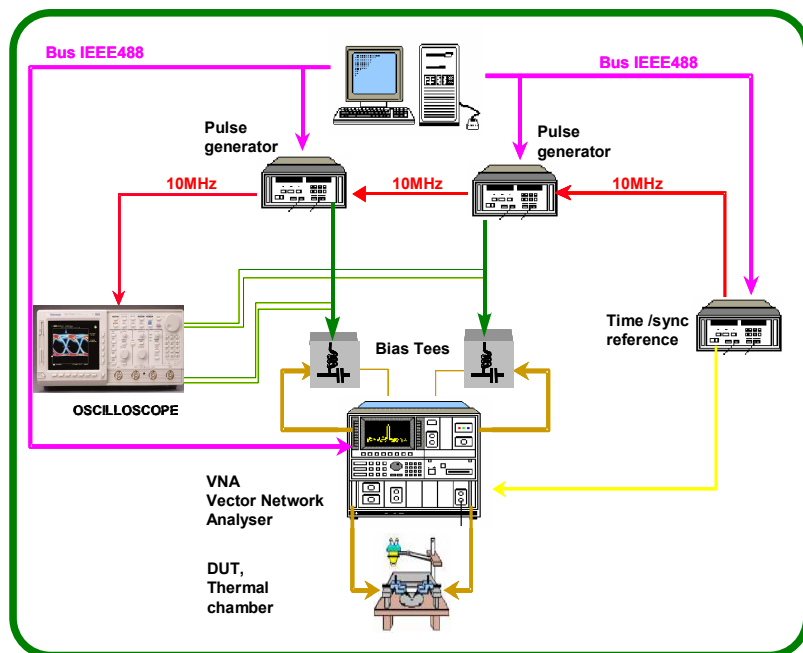 Bus IEEE488
Bus IEEE488
Pulse
generator
Pulse
generator
10MHz
10MHz
10MHz
Time /sync
reference
Bias Tees
OSCILLOSCOPE
VNA
Vector Network
Analyser
DUT,
Thermal
chamber